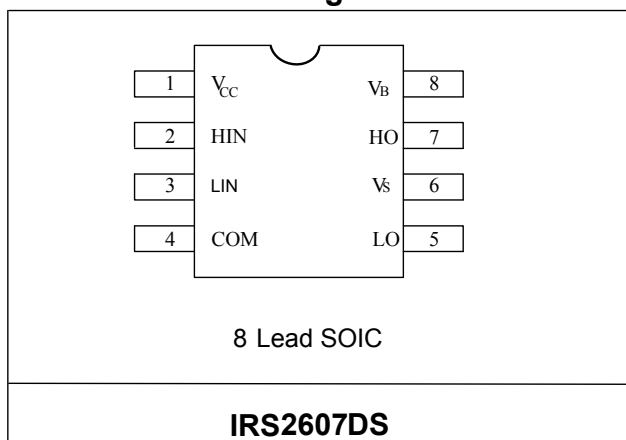 1 VCC VB 8
2 HIN HO 7
3 LIN VS 6
4 COM LO 5
8 Lead SOIC
IRS2607DS